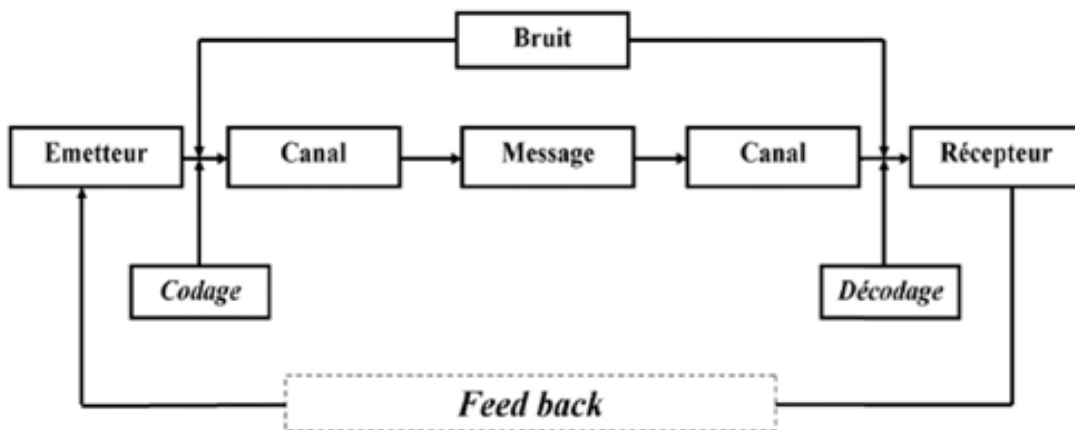 Bruit
Emetteur
Canal
Message
Canal
Récepteur
Codage
Décodage
Feed back